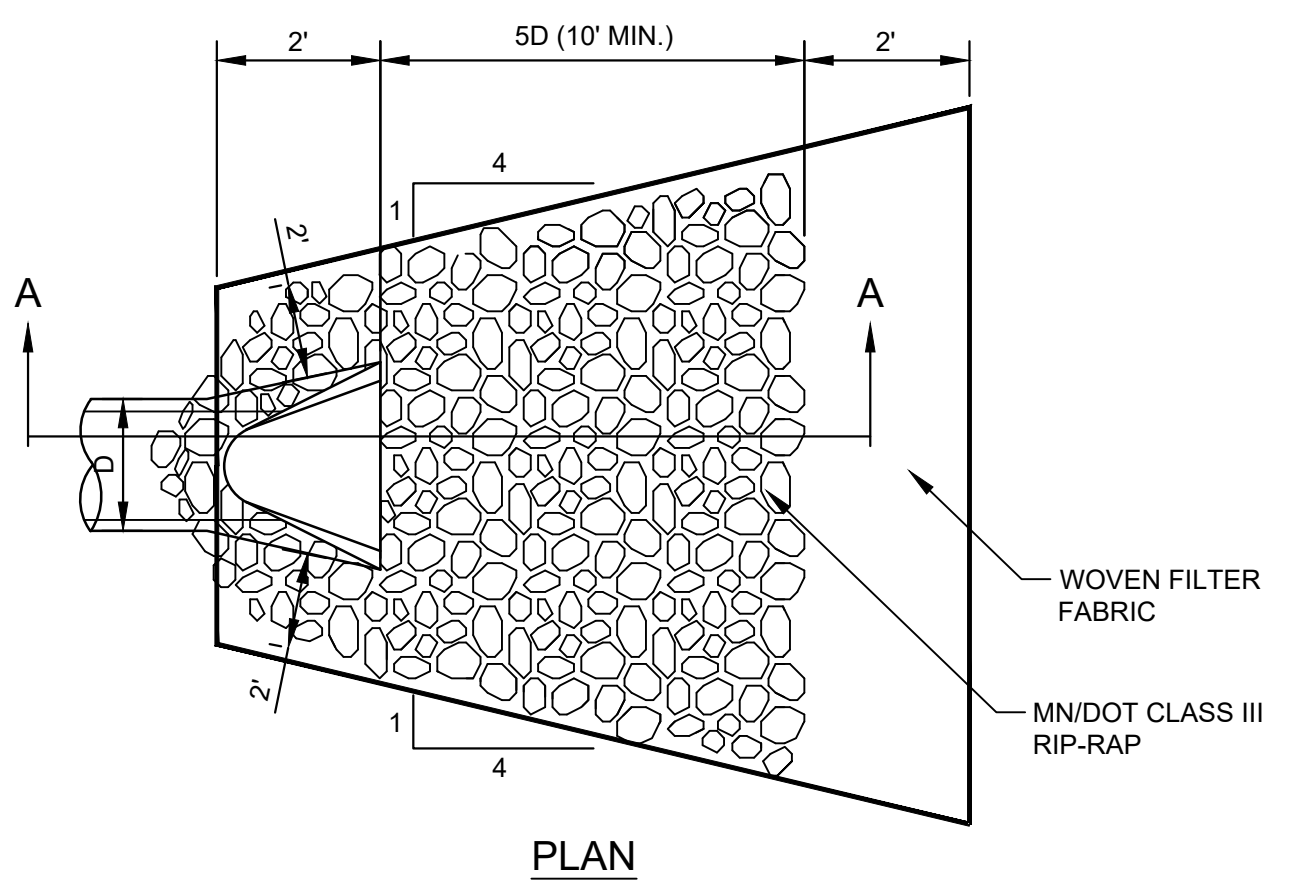 2'
5D (10' MIN.)
2'
4
1
2'
A
A
D
WOVEN FILTER
FABRIC
2'
1
4
MN/DOT CLASS III
RIP-RAP
PLAN